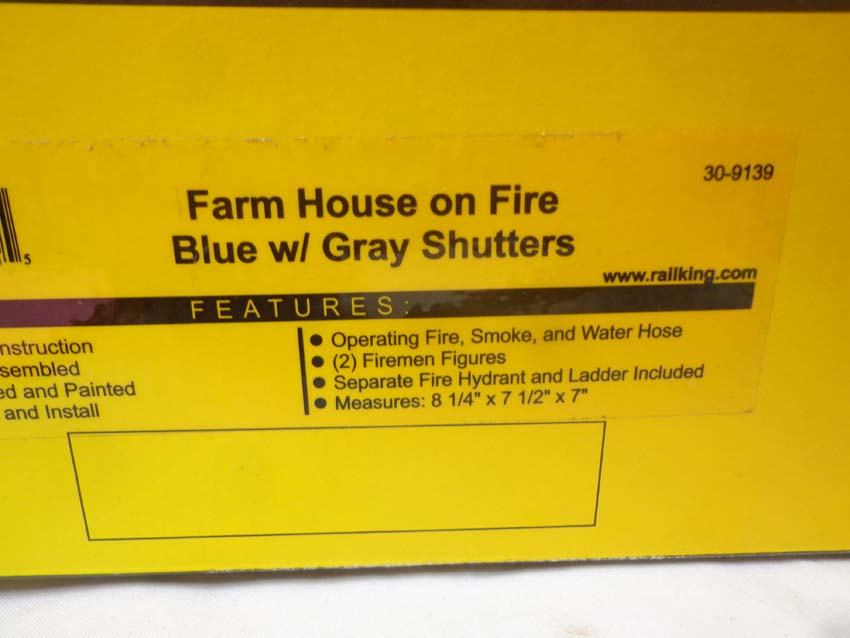 30-9139
Farm House on Fire
Blue w/ Gray Shutters
5
www.railking.com
FEATURES:
nstruction
sembled
ed and Painted
and Install
• Operating Fire, Smoke, and Water Hose
• (2) Firemen Figures
• Separate Fire Hydrant and Ladder Included
• Measures: 8 1/4" x 7 1/2" x 7"